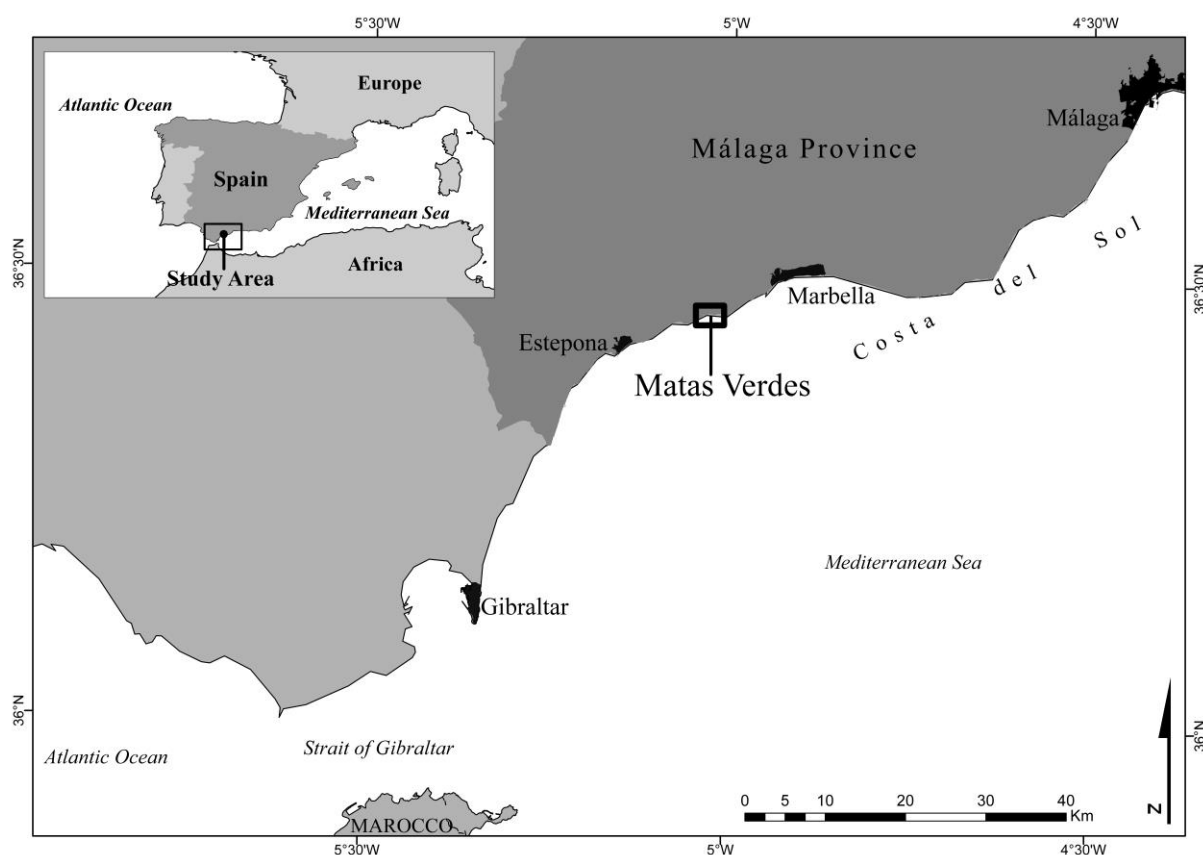 5°30'W
5°W
4°30'W
Europe
Atlantic Ocean
Spain
Mediterranean Sea
Africa
Study Area
Málaga
Málaga Province
36°30'N
36°30'N
Marbella
Costa del Sol
Estepona
Matas Verdes
Mediterranean Sea
Gibraltar
36°N
36°N
Strait of Gibraltar
Atlantic Ocean
MAROCCO
0 5 10 20 30 40
Km
N
5°30'W
5°W
4°30'W